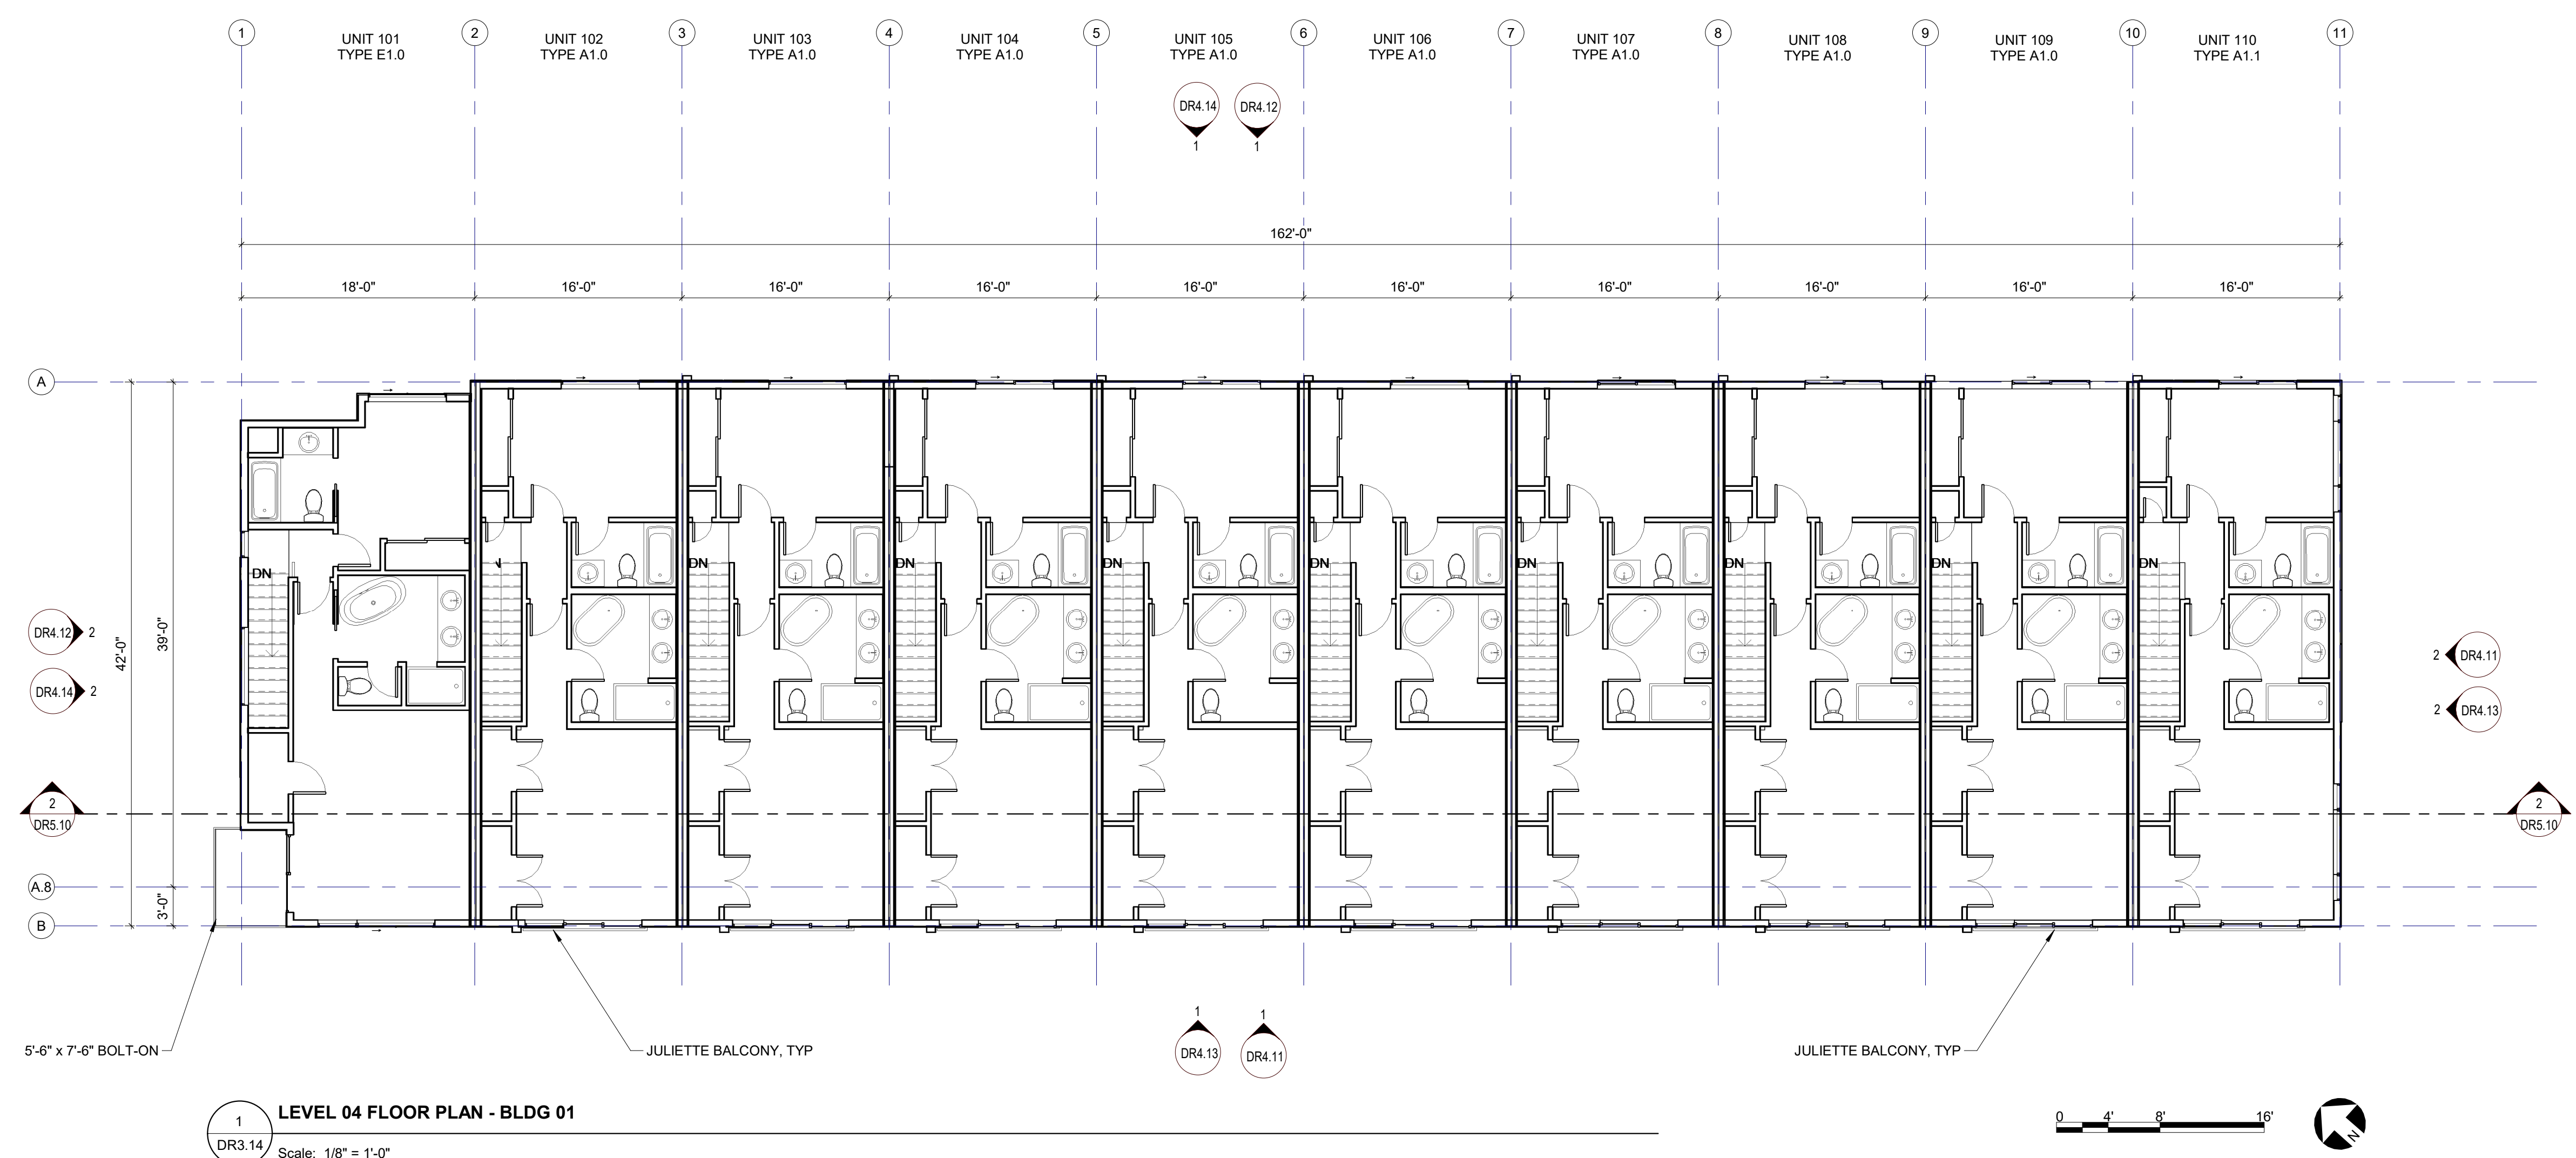 1
UNIT 101
TYPE E1.0
2
UNIT 102
TYPE A1.0
3
UNIT 103
TYPE A1.0
4
UNIT 104
TYPE A1.0
5
UNIT 105
TYPE A1.0
6
UNIT 106
TYPE A1.0
7
UNIT 107
TYPE A1.0
8
UNIT 108
TYPE A1.0
9
UNIT 109
TYPE A1.0
10
UNIT 110
TYPE A1.1
11
DR4.14
1
DR4.12
1
162'-0"
18'-0"
16'-0"
16'-0"
16'-0"
16'-0"
16'-0"
16'-0"
16'-0"
16'-0"
16'-0"
A
DN
DN
DN
DN
DN
DN
DN
DN
DN
DR4.12
2
DR4.14
2
42'-0"
39'-0"
3'-0"
2
DR4.11
2
DR4.13
2
DR5.10
2
DR5.10
A.8
B
5'-6" x 7'-6" BOLT-ON
JULIETTE BALCONY, TYP
1
DR4.13
1
DR4.11
JULIETTE BALCONY, TYP
1
DR3.14
LEVEL 04 FLOOR PLAN - BLDG 01
Scale: 1/8" = 1'-0"
0
4'
8'
16'
N